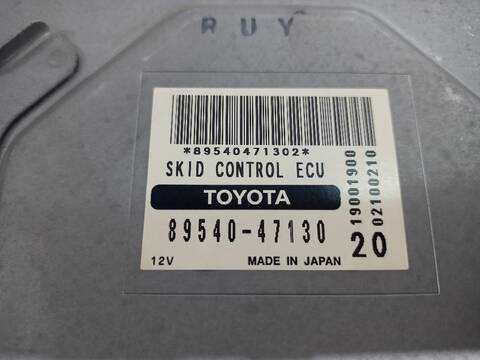 RUY
*89540471302*
SKID CONTROL ECU
TOYOTA
89540-47130
12V MADE IN JAPAN
19001900
02100210
20